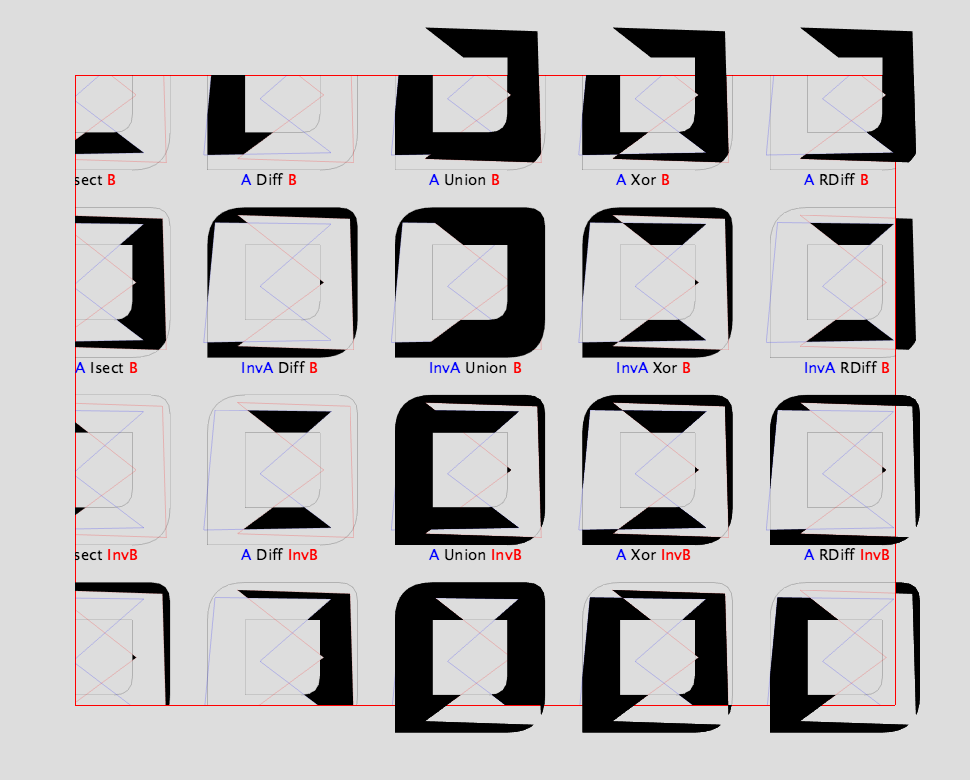 sect B A Diff B A Union B A Xor B A RDiff B
A Isect B InvA Diff B InvA Union B InvA Xor B InvA RDiff B
sect InvB A Diff InvB A Union InvB A Xor InvB A RDiff InvB